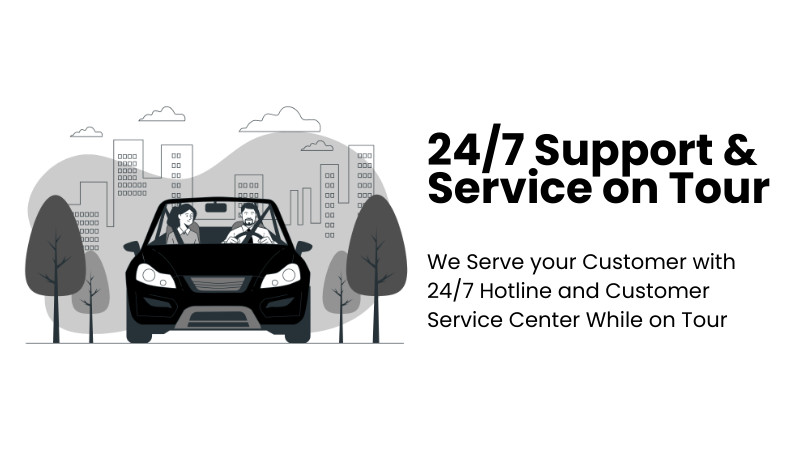 24/7 Support &
Service on Tour
We Serve your Customer with
24/7 Hotline and Customer
Service Center While on Tour